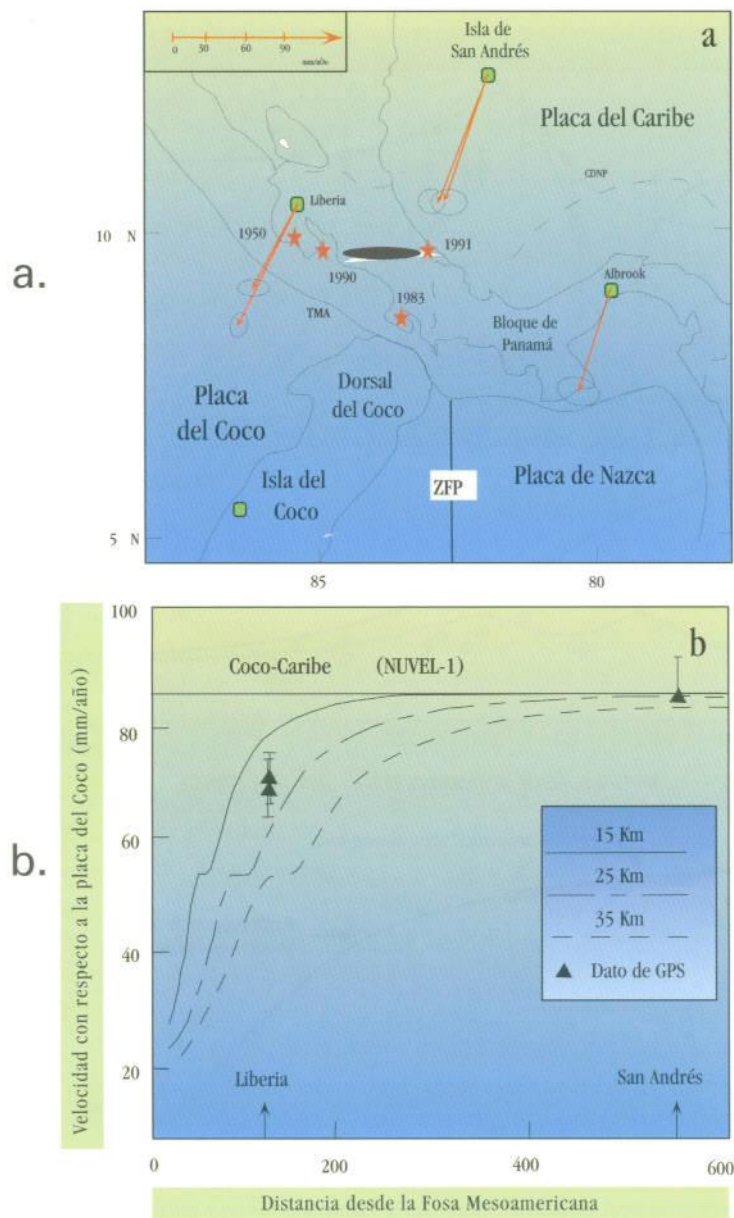 a.
0 30 60 90
mm/año
Isla de
San Andrés
a
Placa del Caribe
CDNP
Liberia
10 N
1950
1991
1990
Albrook
1983
TMA
Bloque de
Panamá
Dorsal
del Coco
Placa
del Coco
Isla del
Coco
ZFP
Placa de Nazca
5 N
85 80
b.
100
b
Coco-Caribe (NUVEL-1)
80
60
40
20
15 Km
25 Km
35 Km
Dato de GPS
Liberia
San Andrés
0 200 400 600
Velocidad con respecto a la placa del Coco (mm/año)
Distancia desde la Fosa Mesoamericana